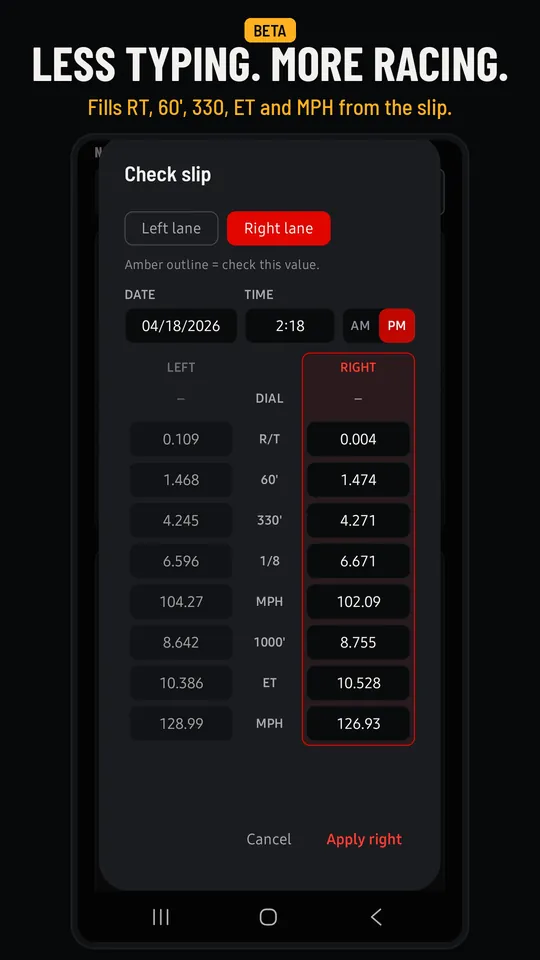 BETA
LESS TYPING. MORE RACING.
Fills RT, 60', 330, ET and MPH from the slip.
N
Check slip
Left lane Right lane
Amber outline = check this value.
DATE TIME
04/18/2026 2:18 AM PM
LEFT RIGHT
– DIAL –
0.109 R/T 0.004
1.468 60' 1.474
4.245 330' 4.271
6.596 1/8 6.671
104.27 MPH 102.09
8.642 1000' 8.755
10.386 ET 10.528
128.99 MPH 126.93
Cancel Apply right